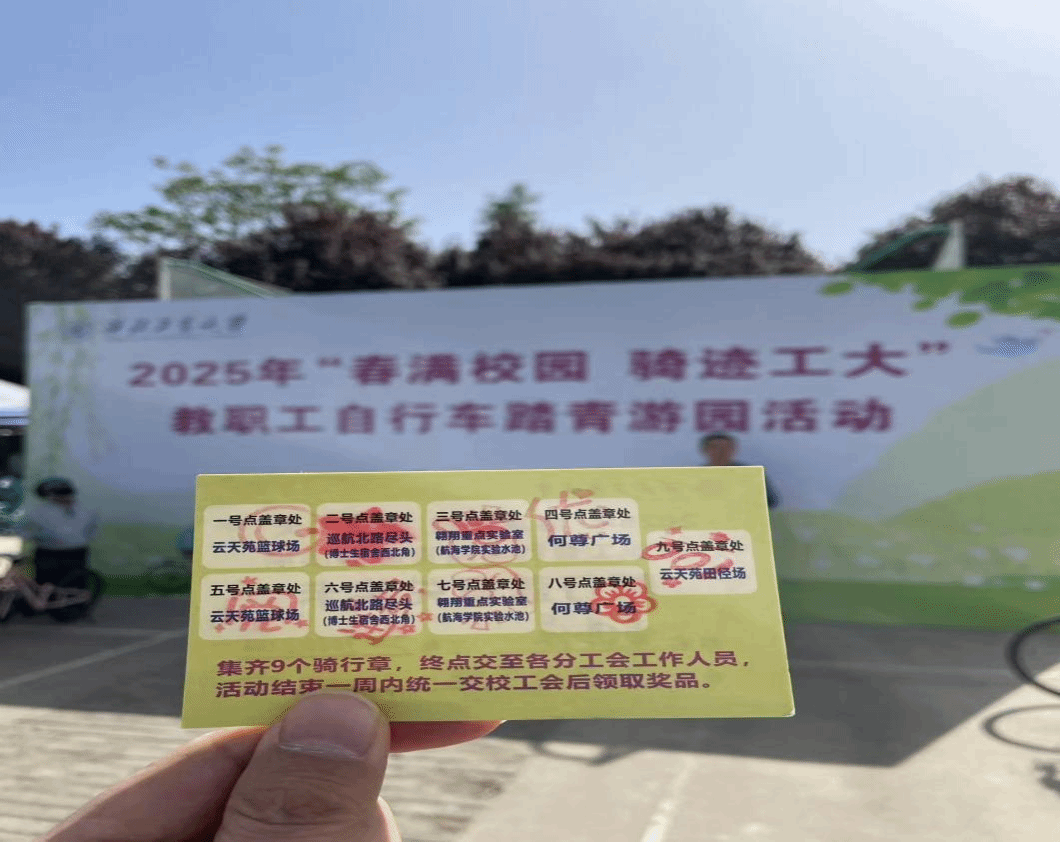 西北工业大学
2025年“春满校园 骑迹工大”
教职工自行车踏青游园活动
一号点盖章处
云天苑篮球场
二号点盖章处
巡航北路尽头
(博士生宿舍西北角)
三号点盖章处
翱翔重点实验室
(航海学院实验水池)
四号点盖章处
何尊广场
九号点盖章处
云天苑田径场
五号点盖章处
云天苑篮球场
六号点盖章处
巡航北路尽头
(博士生宿舍西北角)
七号点盖章处
翱翔重点实验室
(航海学院实验水池)
八号点盖章处
何尊广场
集齐9个骑行章，终点交至各分工会工作人员，
活动结束一周内统一交校工会后领取奖品。